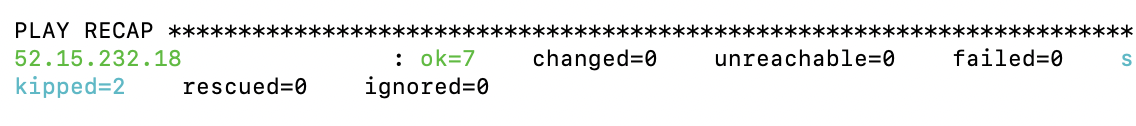 PLAY RECAP *********************************************************************
52.15.232.18               : ok=7    changed=0    unreachable=0    failed=0    s
kipped=2    rescued=0    ignored=0